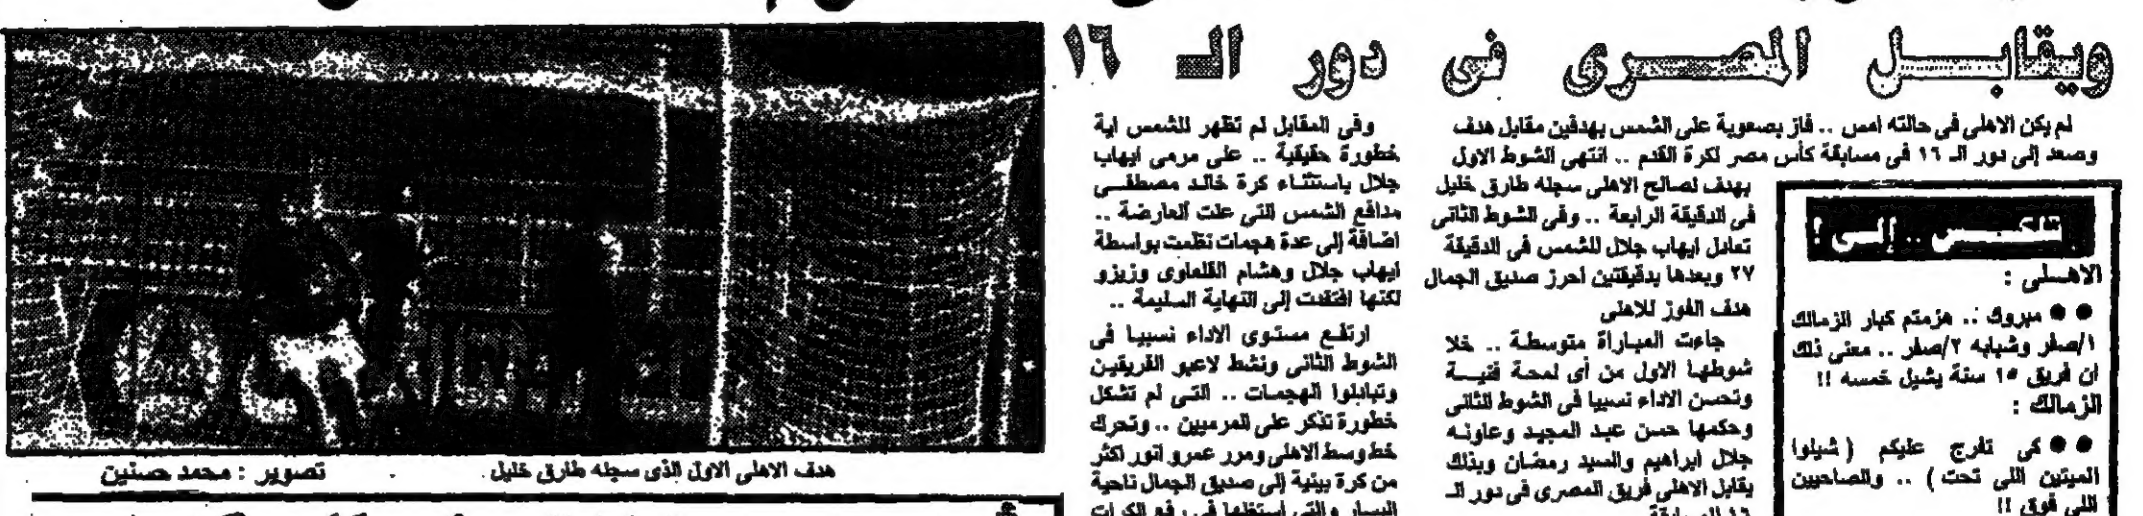 ويقابل المصرى فى دور الـ ١٦
لم يكن الاهلى فى حالته امس .. فاز بصعوبة على الشمس بهدفين مقابل هدف
وصعد إلى دور الـ ١٦ فى مسابقة كأس مصر لكرة القدم .. انتهى الشوط الاول
بهدف لصالح الاهلى سجله طارق خليل
فى الدقيقة الرابعة .. وفى الشوط الثانى
تعادل ايهاب جلال للشمس فى الدقيقة
٢٧ وبعدها بدقيقتين احرز صديق الجمال
هدف الفوز للاهلى
جاءت المباراة متوسطة .. خلا
شوطها الاول من أى لمحة فنية
وتحسن الاداء نسبيا فى الشوط الثانى
وحكمها حسن عبد المجيد وعاونه
جلال ابراهيم والسيد رمضان وبذلك
يقابل الاهلى فريق المصرى فى دور الـ
تلكس .. إلى !
الاهلى :
●● مبروك .. هزمتم كبار الزمالك
١/صفر وشبابه ٢/صفر .. معنى ذلك
ان فريق ١٥ سنة يشيل خمسه !!
الزمالك :
●● كى تفرج عليكم ( شيلوا
الميتين اللى تحت ) .. والصاحيين
اللى فوق !!
وفى المقابل لم تظهر للشمس اية
خطورة حقيقية .. على مرمى ايهاب
جلال باستثناء كرة خالد مصطفى
مدافع الشمس التى علت العارضة ..
اضافة إلى عدة هجمات نظمت بواسطة
ايهاب جلال وهشام القلعاوى وزيزو
لكنها افتقدت إلى النهاية السليمة ..
ارتفع مستوى الاداء نسبيا فى
الشوط الثانى ونشط لاعبو الفريقين
وتبادلوا الهجمات .. التى لم تشكل
خطورة تذكر على المرميين .. وتحرك
خط وسط الاهلى ومرر عمرو انور اكثر
من كرة بينية إلى صديق الجمال ناحية
اليسار والتى استغلها فى رفع الكرات
هدف الاهلى الاول الذى سجله طارق خليل .
تصوير : محمد حسنين